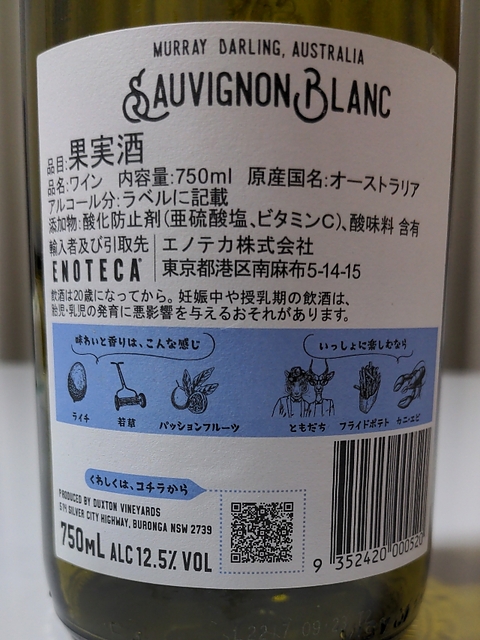 MURRAY DARLING, AUSTRALIA
SAUVIGNON BLANC
品目:果実酒
品名:ワイン 内容量:750ml 原産国名:オーストラリア
アルコール分:ラベルに記載
添加物:酸化防止剤(亜硫酸塩、ビタミンC)、酸味料 含有
輸入者及び引取先 エノテカ株式会社
ENOTECA 東京都港区南麻布5-14-15
飲酒は20歳になってから。妊娠中や授乳期の飲酒は、
胎児・乳児の発育に悪影響を与えるおそれがあります。
味わいと香りは、こんな感じ
いっしょに楽しむなら
ライチ 若草 パッションフルーツ
ともだち フライドポテト カニ・エビ
くわしくは、コチラから
PRODUCED BY DUXTON VINEYARDS
574 SILVER CITY HIGHWAY, BURONGA NSW 2739
750mL ALC 12.5% VOL
9 352420 000520